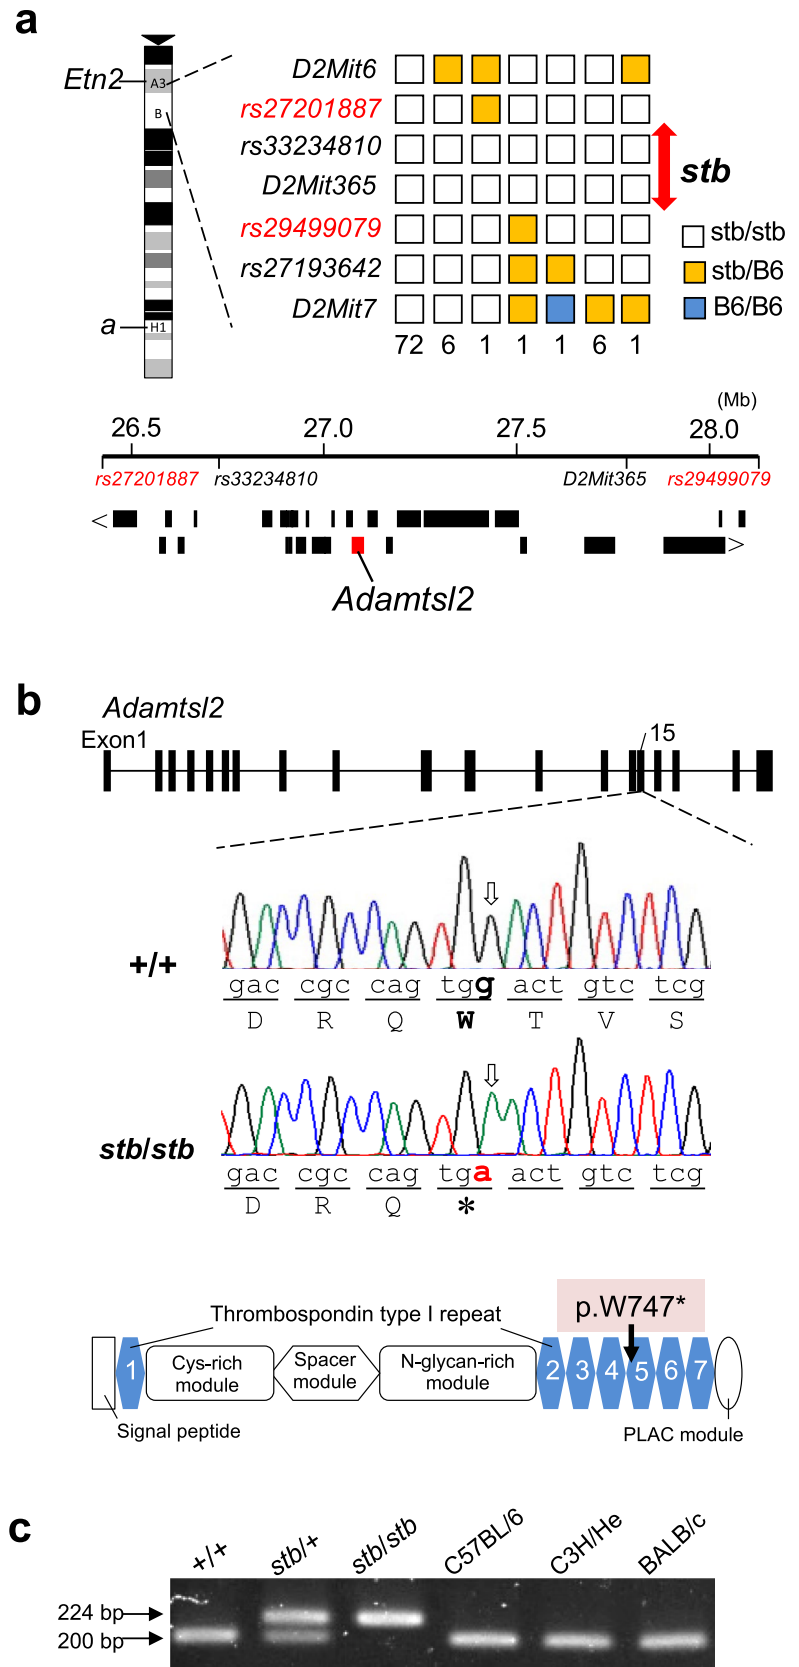 a
Etn2
A3
B
a
H1
D2Mit6
rs27201887
rs33234810
D2Mit365
rs29499079
rs27193642
D2Mit7
72 6 1 1 1 6 1
stb
stb/stb
stb/B6
B6/B6
(Mb)
26.5 27.0 27.5 28.0
rs27201887 rs33234810 D2Mit365 rs29499079
< >
Adamtsl2
b
Adamtsl2
Exon1
15
+/+
gac cgc cag tgg act gtc tcg
D R Q W T V S
stb/stb
gac cgc cag tga act gtc tcg
D R Q *
p.W747*
Thrombospondin type I repeat
1
Cys-rich module
Spacer module
N-glycan-rich module
2 3 4 5 6 7
Signal peptide
PLAC module
c
+/+ stb/+ stb/stb C57BL/6 C3H/He BALB/c
224 bp
200 bp